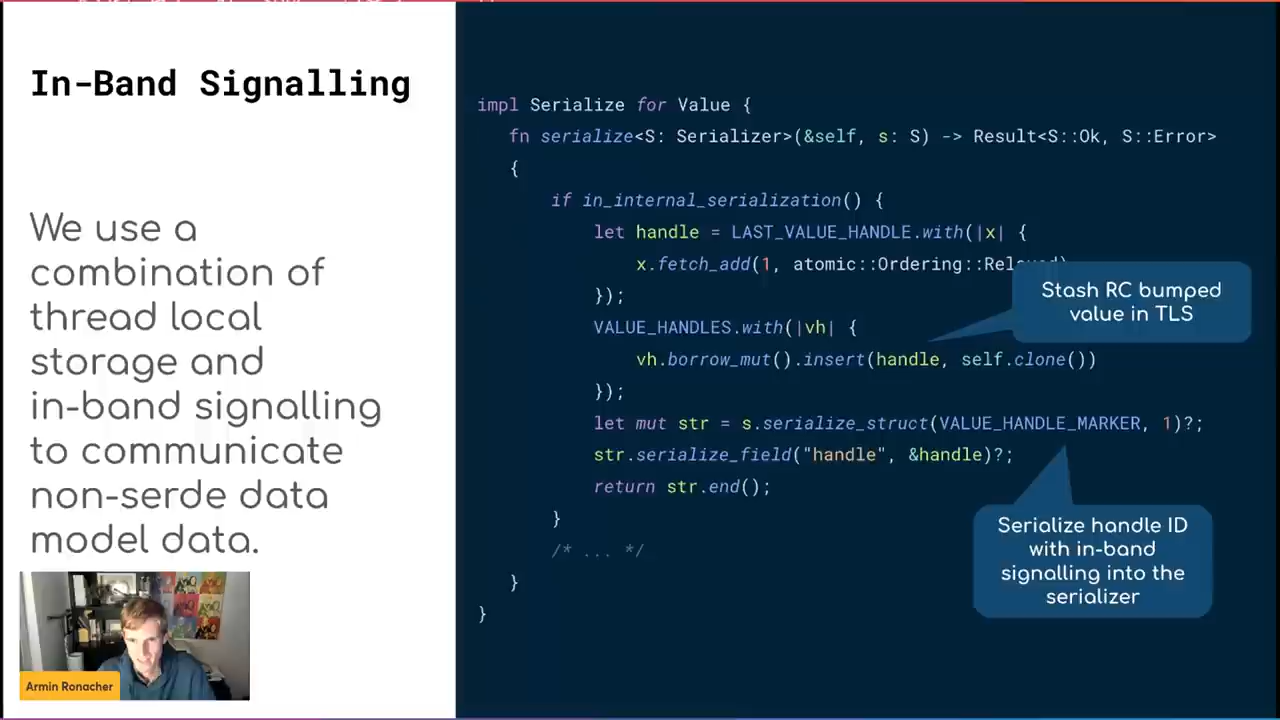 In-Band Signalling
We use a
combination of
thread local
storage and
in-band signalling
to communicate
non-serde data
model data.
Armin Ronacher
impl Serialize for Value {
fn serialize<S: Serializer>(&self, s: S) -> Result<S::Ok, S::Error>
{
if in_internal_serialization() {
let handle = LAST_VALUE_HANDLE.with(|x| {
x.fetch_add(1, atomic::Ordering::Relaxed)
});
VALUE_HANDLES.with(|vh| {
vh.borrow_mut().insert(handle, self.clone())
});
let mut str = s.serialize_struct(VALUE_HANDLE_MARKER, 1)?;
str.serialize_field("handle", &handle)?;
return str.end();
}
/* ... */
}
}
Stash RC bumped
value in TLS
Serialize handle ID
with in-band
signalling into the
serializer